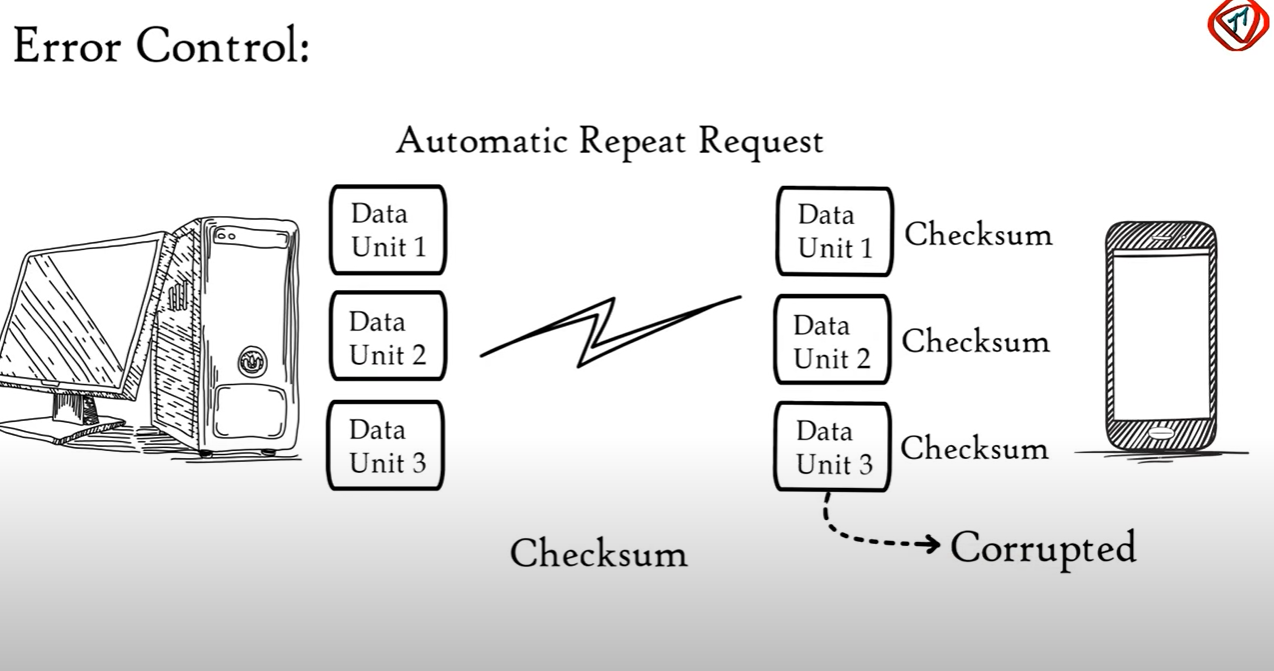 Error Control:
Automatic Repeat Request
Data
Unit 1
Data
Unit 2
Data
Unit 3
Data
Unit 1
Checksum
Data
Unit 2
Checksum
Data
Unit 3
Checksum
Checksum
Corrupted